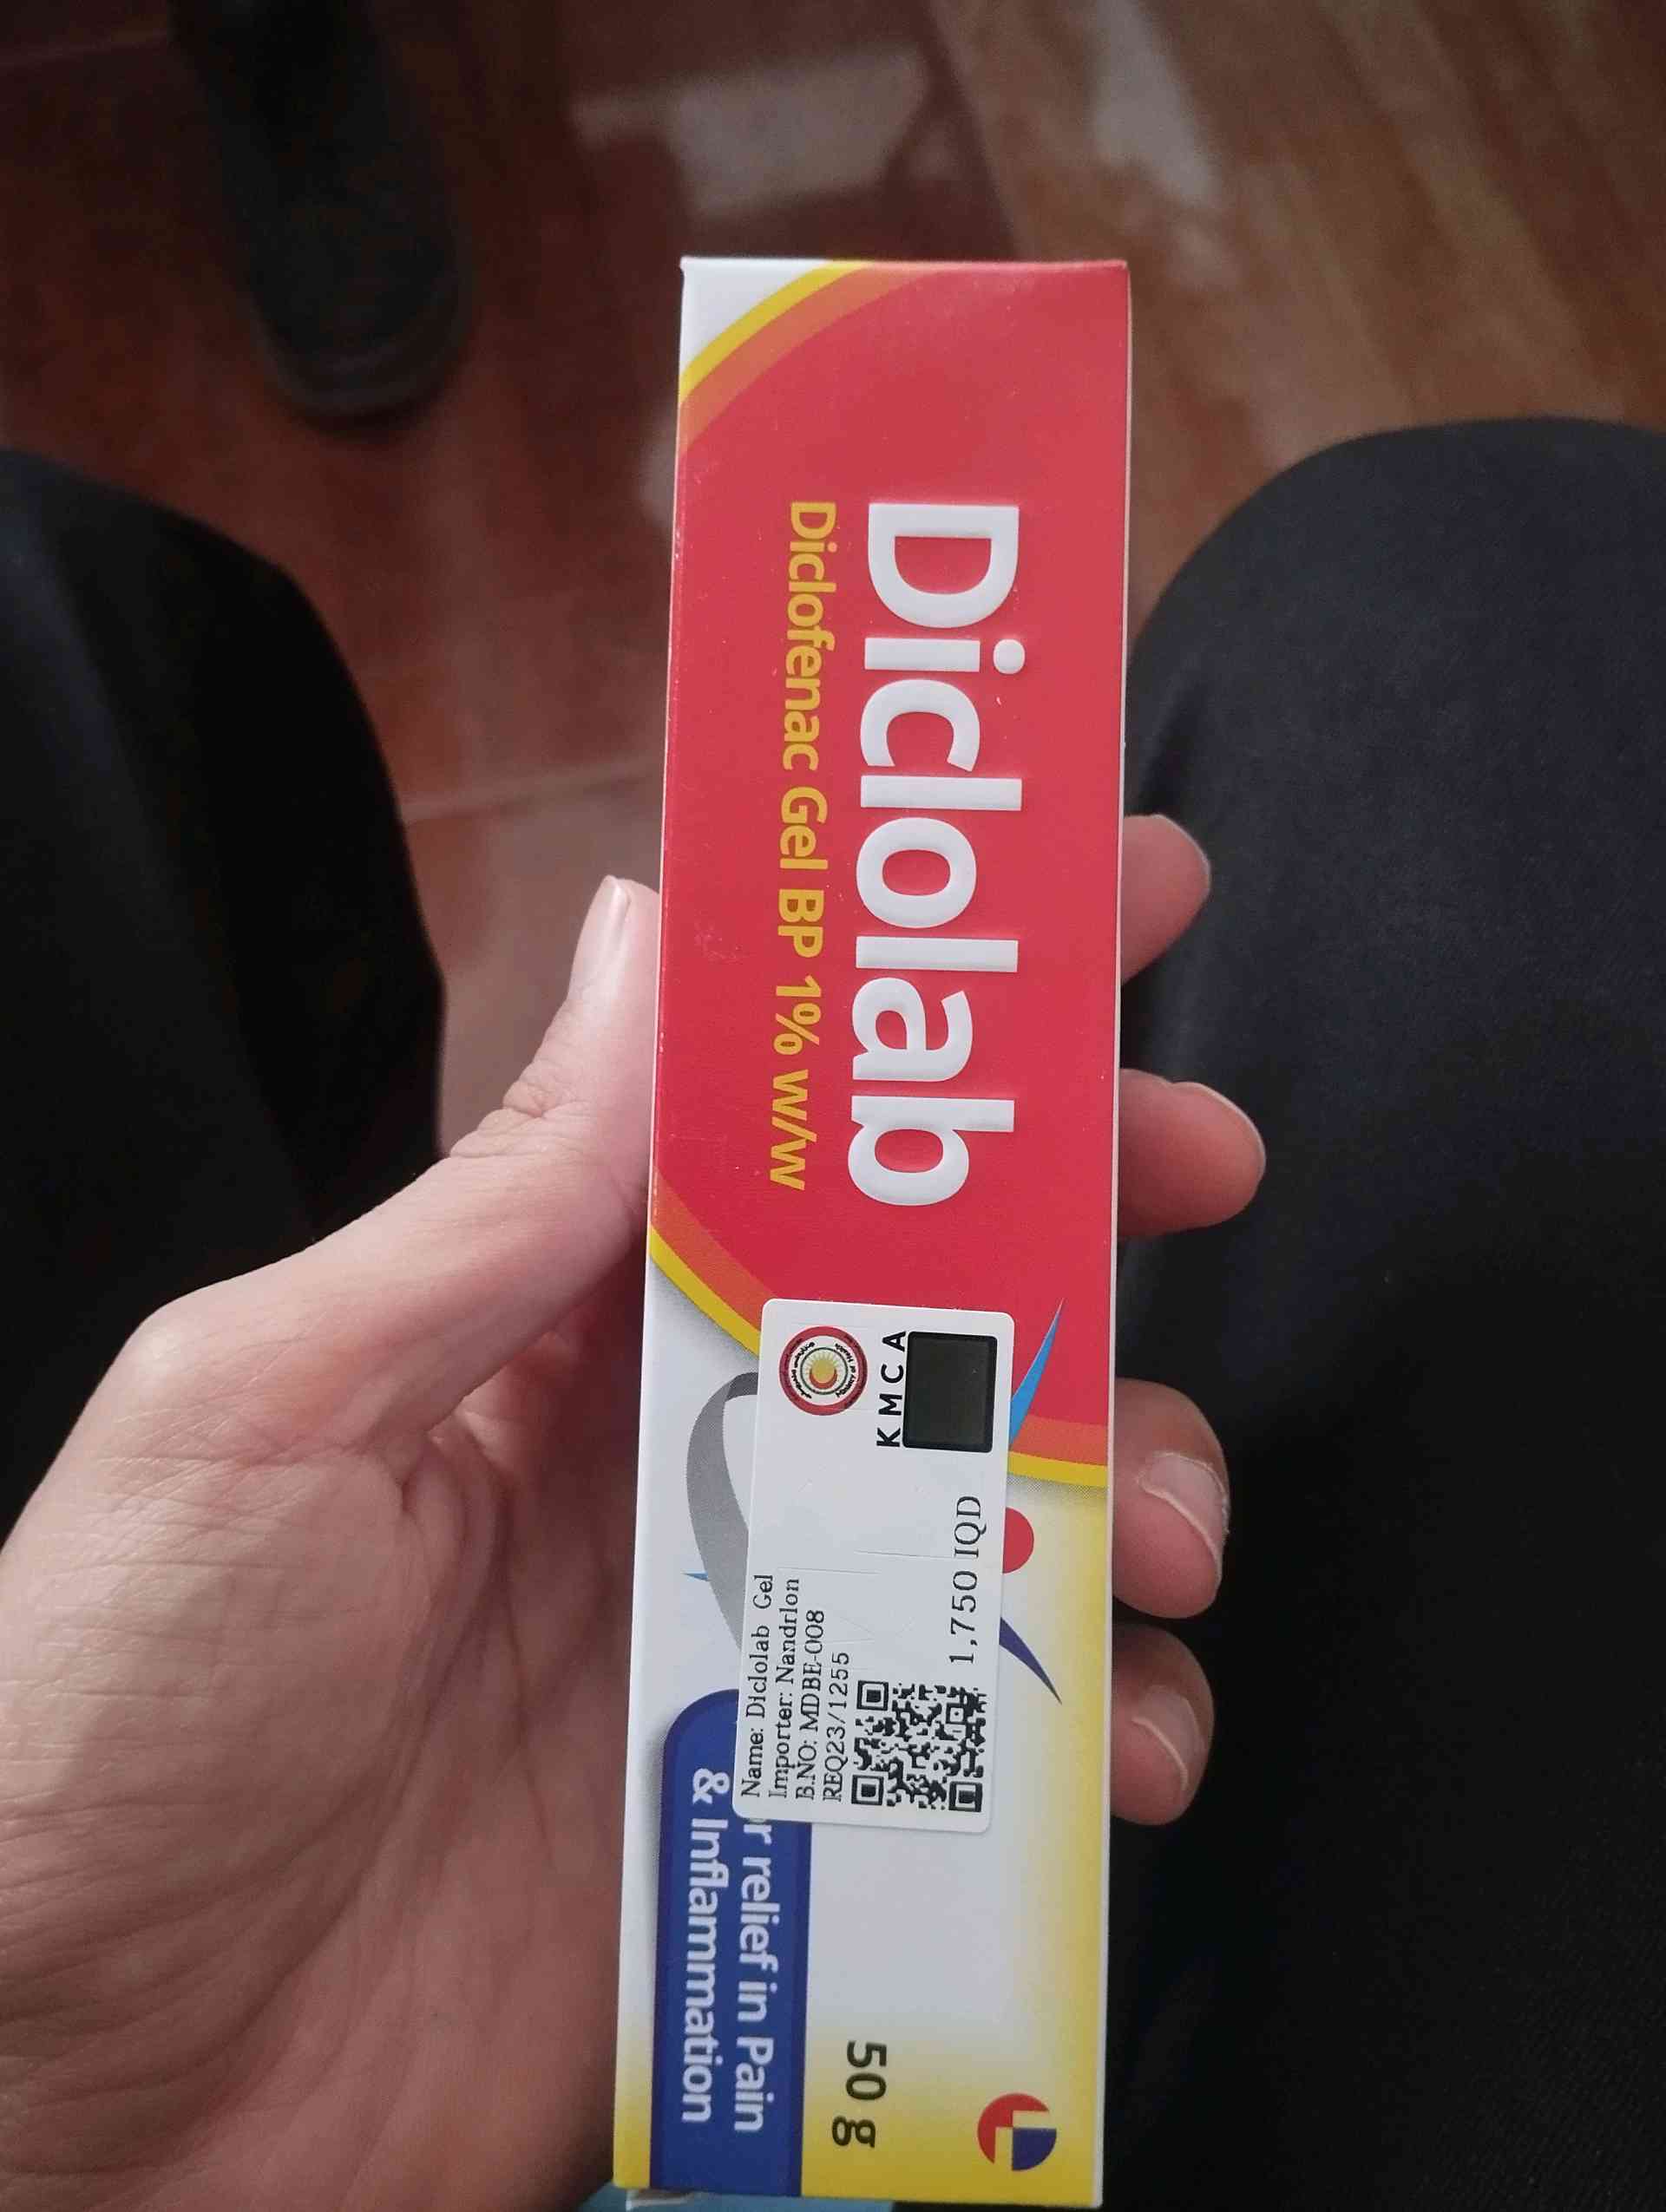 Diclolab
Diclofenac Gel BP 1% w/w
KMCA
1,750 IQD
Name: Diclolab Gel
Importer: Nandrlon
B.NO: MDBE-008
REQ23/1255
relief in Pain
& Inflammation
50 g